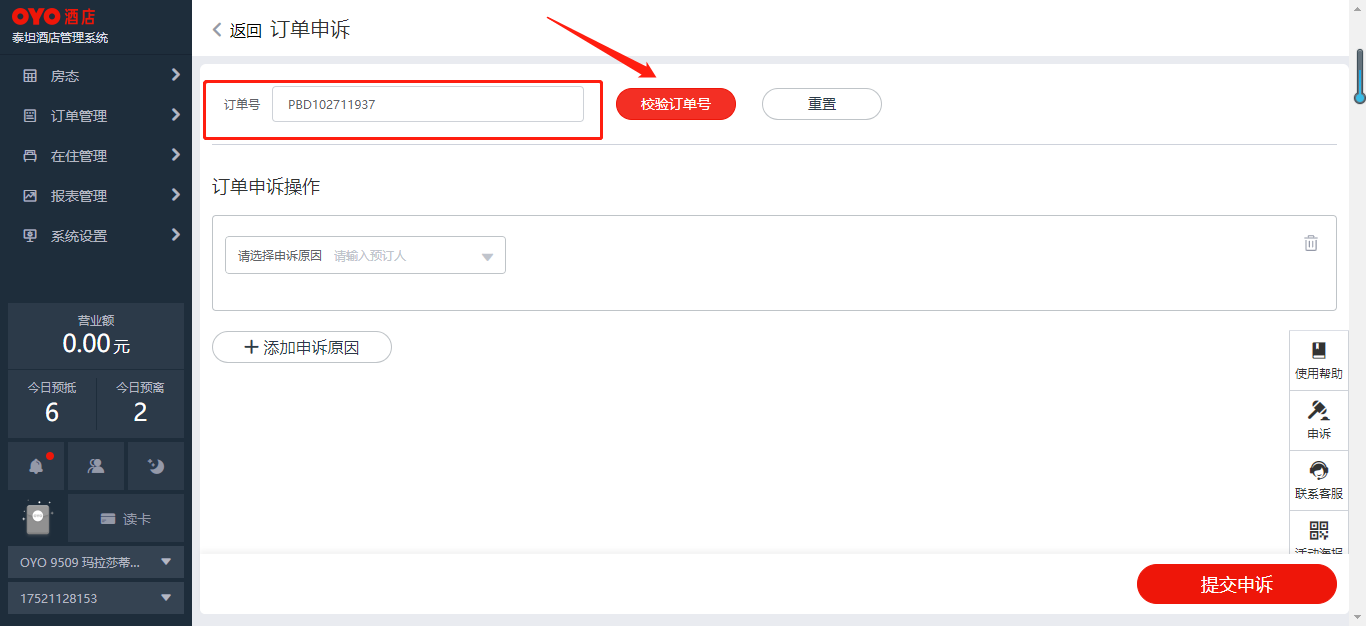 OYO 酒店
泰坦酒店管理系统
房态
订单管理
在住管理
报表管理
系统设置
营业额
0.00元
今日预抵
6
今日预离
2
读卡
OYO 9509 玛拉莎蒂...
17521128153
返回 订单申诉
订单号 PBD102711937 校验订单号 重置
订单申诉操作
请选择申诉原因 请输入预订人
添加申诉原因
使用帮助
申诉
联系客服
活动海报
提交申诉